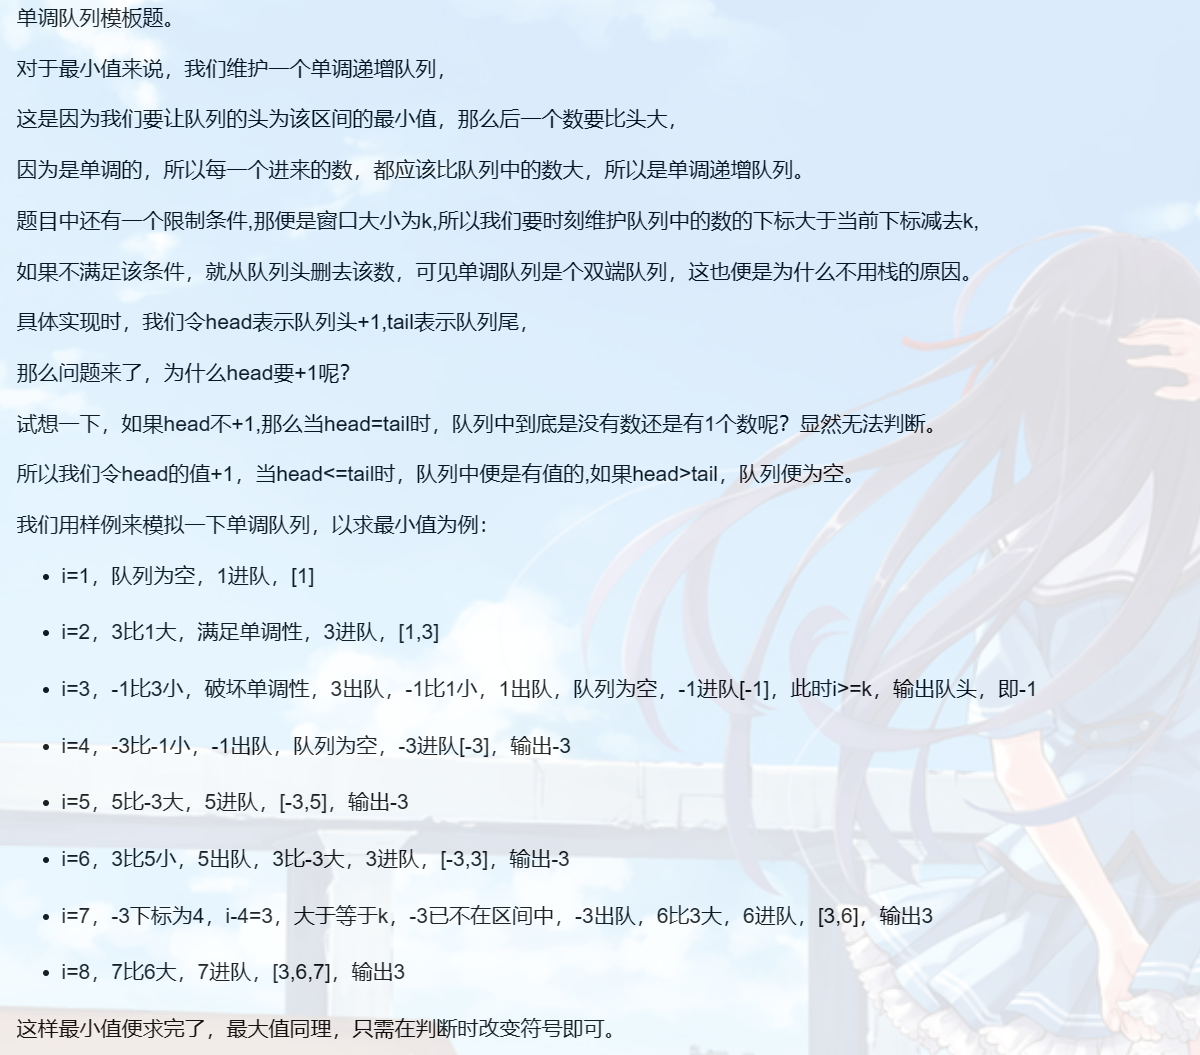 单调队列模板题。
对于最小值来说，我们维护一个单调递增队列，
这是因为我们要让队列的头为该区间的最小值，那么后一个数要比头大，
因为是单调的，所以每一个进来的数，都应该比队列中的数大，所以是单调递增队列。
题目中还有一个限制条件,那便是窗口大小为k,所以我们要时刻维护队列中的数的下标大于当前下标减去k,
如果不满足该条件，就从队列头删去该数，可见单调队列是个双端队列，这也便是为什么不用栈的原因。
具体实现时，我们令head表示队列头+1,tail表示队列尾，
那么问题来了，为什么head要+1呢？
试想一下，如果head不+1,那么当head=tail时，队列中到底是没有数还是有1个数呢？显然无法判断。
所以我们令head的值+1，当head<=tail时，队列中便是有值的,如果head>tail，队列便为空。
我们用样例来模拟一下单调队列，以求最小值为例：
• i=1，队列为空，1进队，[1]
• i=2，3比1大，满足单调性，3进队，[1,3]
• i=3，-1比3小，破坏单调性，3出队，-1比1小，1出队，队列为空，-1进队[-1]，此时i>=k，输出队头，即-1
• i=4，-3比-1小，-1出队，队列为空，-3进队[-3]，输出-3
• i=5，5比-3大，5进队，[-3,5]，输出-3
• i=6，3比5小，5出队，3比-3大，3进队，[-3,3]，输出-3
• i=7，-3下标为4，i-4=3，大于等于k，-3已不在区间中，-3出队，6比3大，6进队，[3,6]，输出3
• i=8，7比6大，7进队，[3,6,7]，输出3
这样最小值便求完了，最大值同理，只需在判断时改变符号即可。